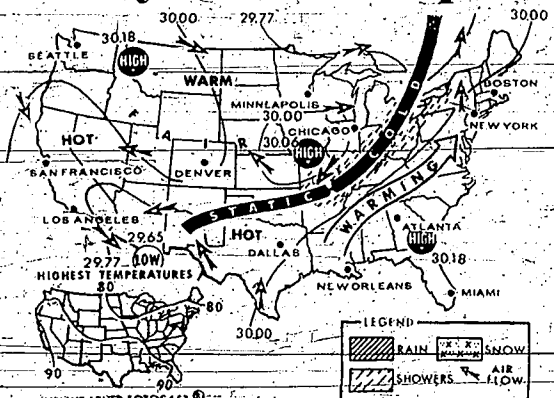 30.00
29.77
30.00
30.18
SEATTLE
HIGH
WARM
BOSTON
MINNEAPOLIS
30.00
NEW YORK
CHICAGO
COLD
30.06
HOT
FAIR
HIGH
SAN FRANCISCO
DENVER
STATIC
WARMING
LOS ANGELES
HOT
ATLANTA
29.65
DALLAS
HIGH
29.77 (LOW)
30.18
HIGHEST TEMPERATURES
80
80
NEW ORLEANS
MIAMI
30.00
LEGEND
RAIN
SNOW
SHOWERS
AIR FLOW
90
90